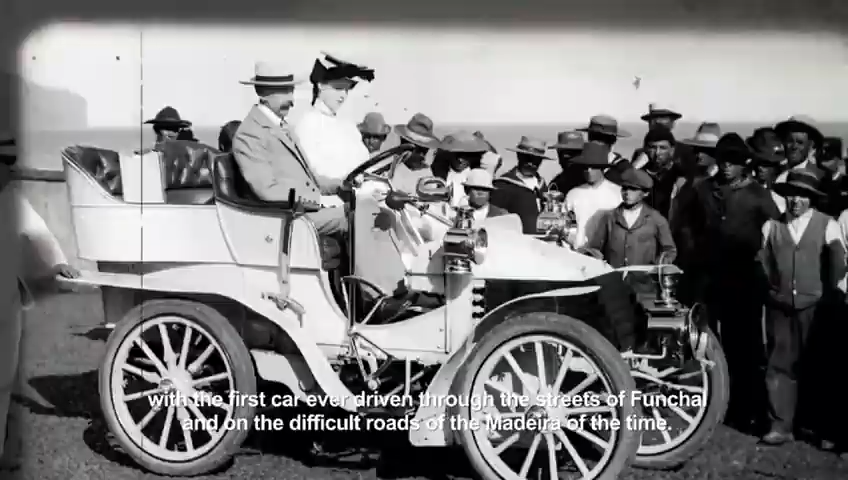 with the first car ever driven through the streets of Funchal
and on the difficult roads of the Madeira of the time.